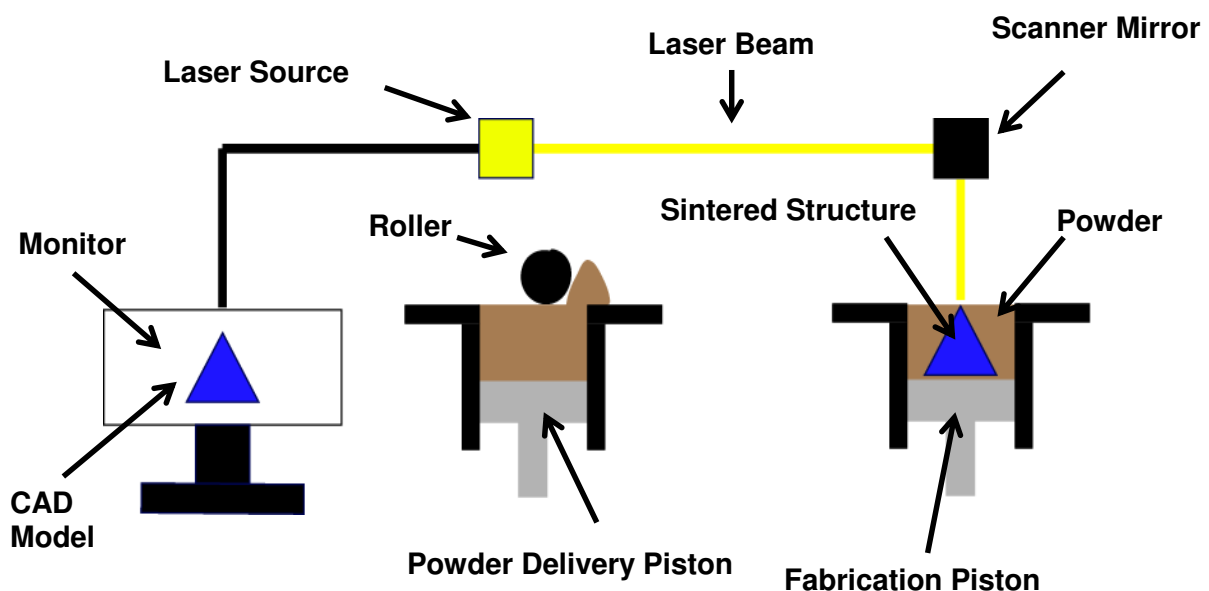 Scanner Mirror
Laser Beam
Laser Source
Sintered Structure
Powder
Roller
Monitor
CAD
Model
Powder Delivery Piston
Fabrication Piston